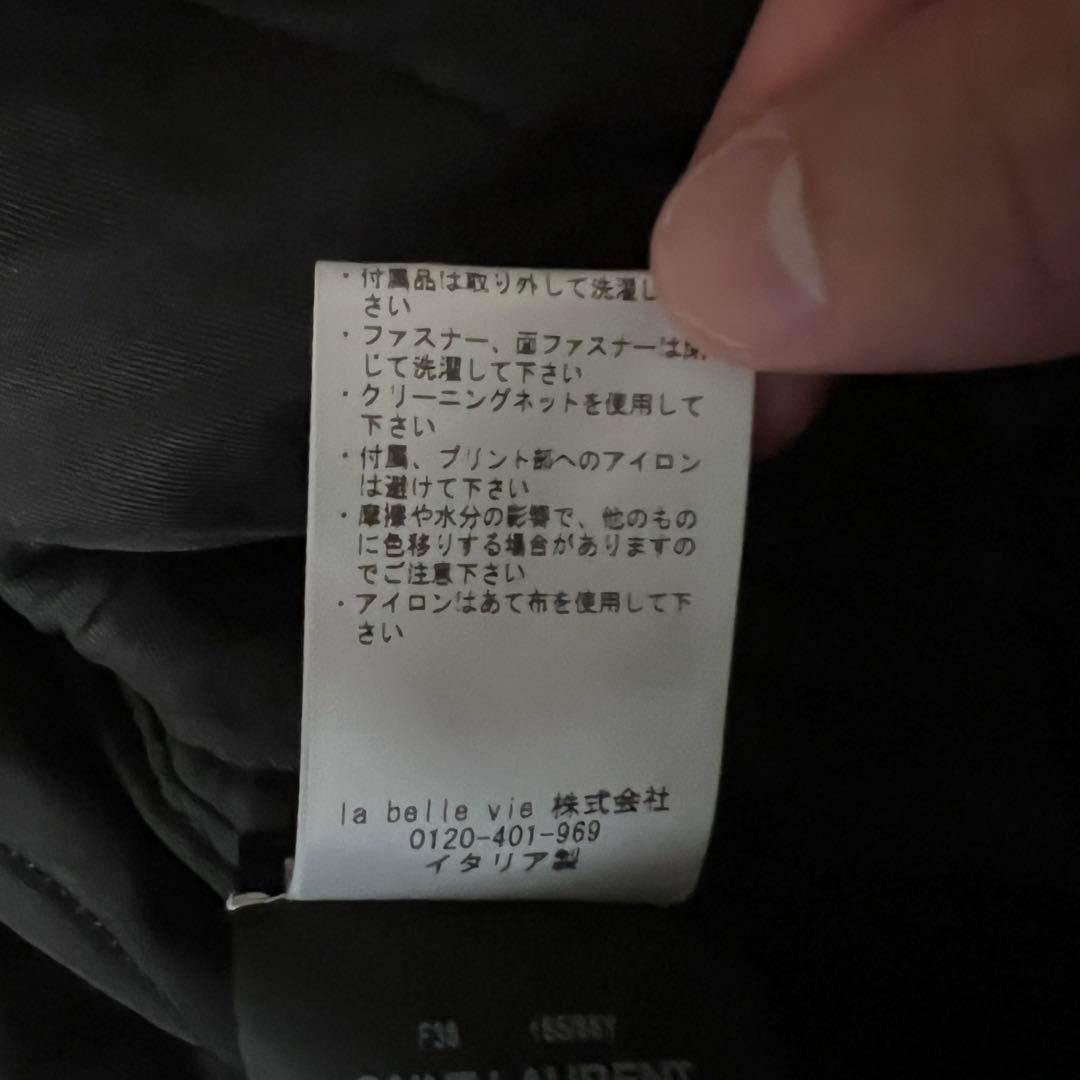 ・付属品は取り外して洗濯し
さい
・ファスナー、面ファスナーは閉
じて洗濯して下さい
・クリーニングネットを使用して
下さい
・付属、プリント部へのアイロン
は避けて下さい
・摩擦や水分の影響で、他のもの
に色移りする場合がありますの
でご注意下さい
・アイロンはあて布を使用して下
さい
la belle vie 株式会社
0120-401-969
イタリア製
F38 155/88Y
SAINT LAURENT